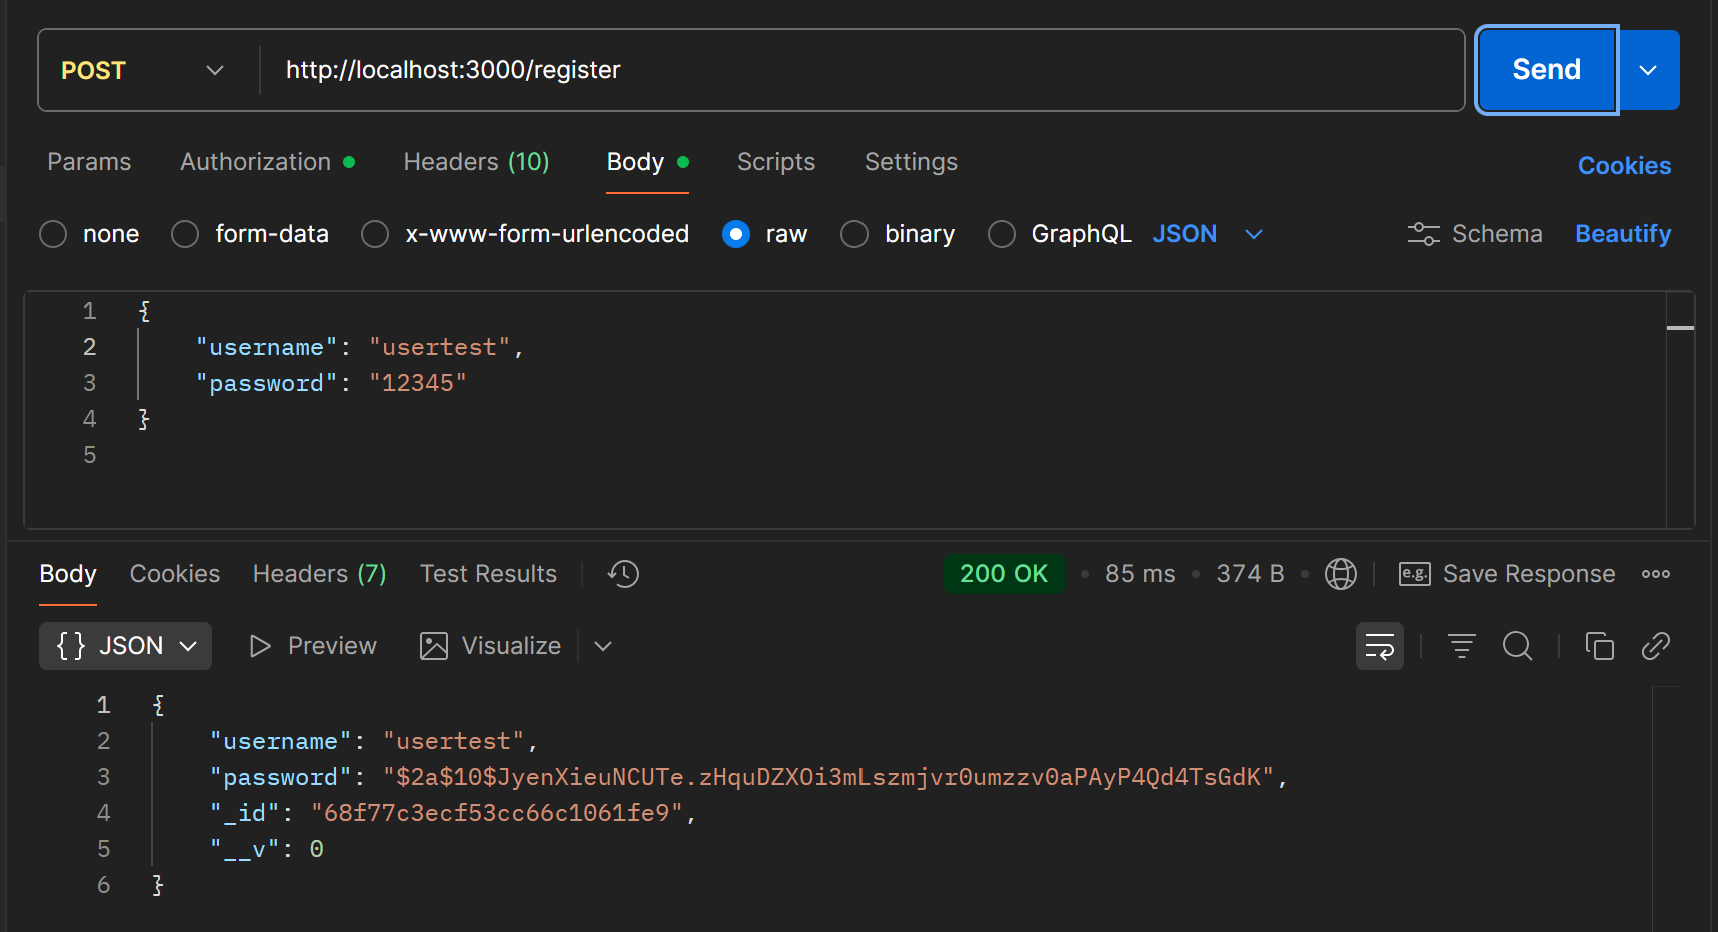 POST http://localhost:3000/register Send
Params Authorization Headers (10) Body Scripts Settings Cookies
none form-data x-www-form-urlencoded raw binary GraphQL JSON Schema Beautify
1 {
2 "username": "usertest",
3 "password": "12345"
4 }
5
Body Cookies Headers (7) Test Results 200 OK • 85 ms • 374 B • e.g. Save Response
{} JSON Preview Visualize
1 {
2 "username": "usertest",
3 "password": "$2a$10$JyenXieuNCUTe.zHquDZXOi3mLszmjvr0umzzv0aPAyP4Qd4TsGdK",
4 "_id": "68f77c3ecf53cc66c1061fe9",
5 "__v": 0
6 }